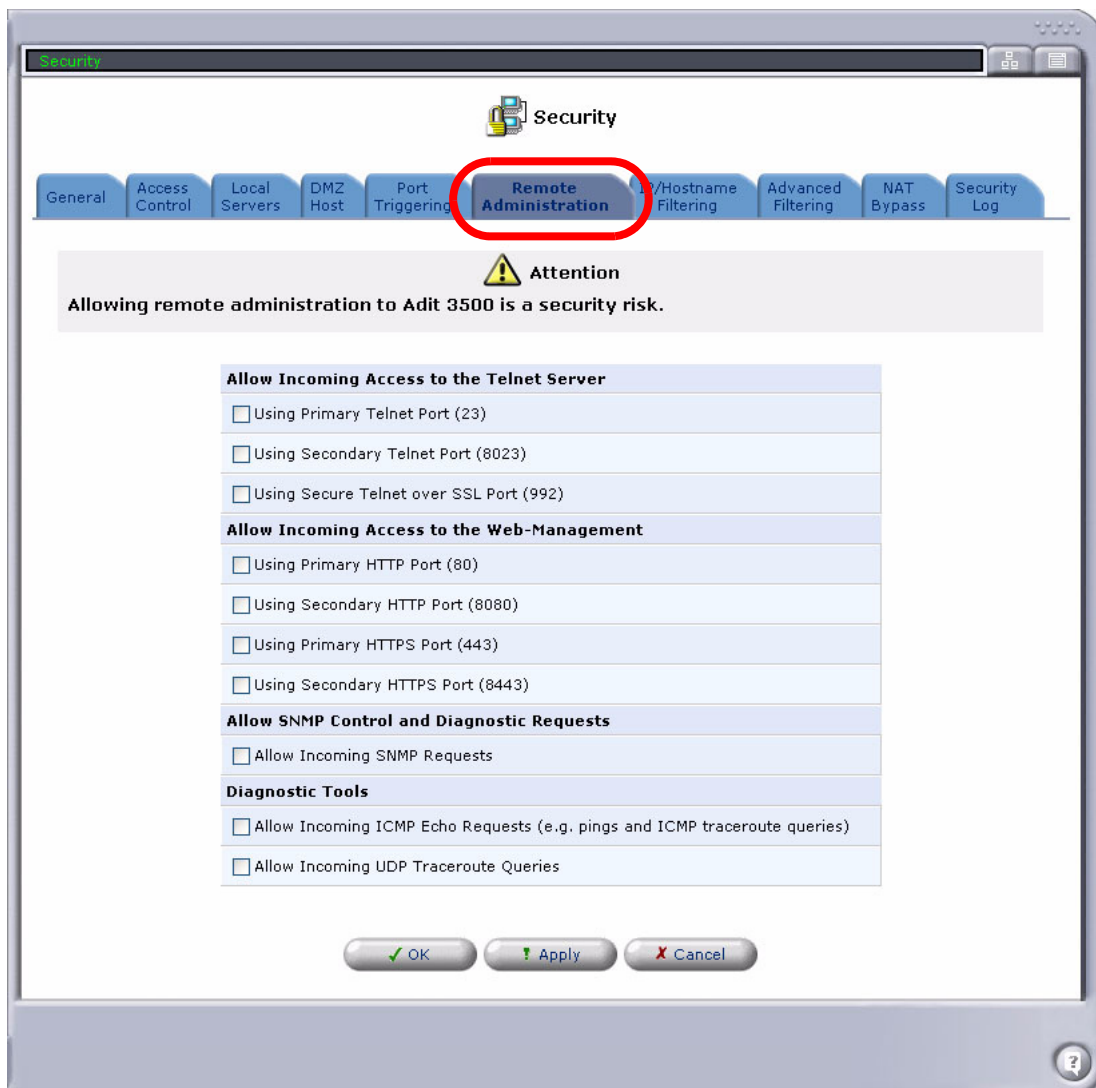 Security
Security
General
Access Control
Local Servers
DMZ Host
Port Triggering
Remote Administration
IP/Hostname Filtering
Advanced Filtering
NAT Bypass
Security Log
Attention
Allowing remote administration to Adit 3500 is a security risk.
Allow Incoming Access to the Telnet Server
Using Primary Telnet Port (23)
Using Secondary Telnet Port (8023)
Using Secure Telnet over SSL Port (992)
Allow Incoming Access to the Web-Management
Using Primary HTTP Port (80)
Using Secondary HTTP Port (8080)
Using Primary HTTPS Port (443)
Using Secondary HTTPS Port (8443)
Allow SNMP Control and Diagnostic Requests
Allow Incoming SNMP Requests
Diagnostic Tools
Allow Incoming ICMP Echo Requests (e.g. pings and ICMP traceroute queries)
Allow Incoming UDP Traceroute Queries
OK
Apply
Cancel
?